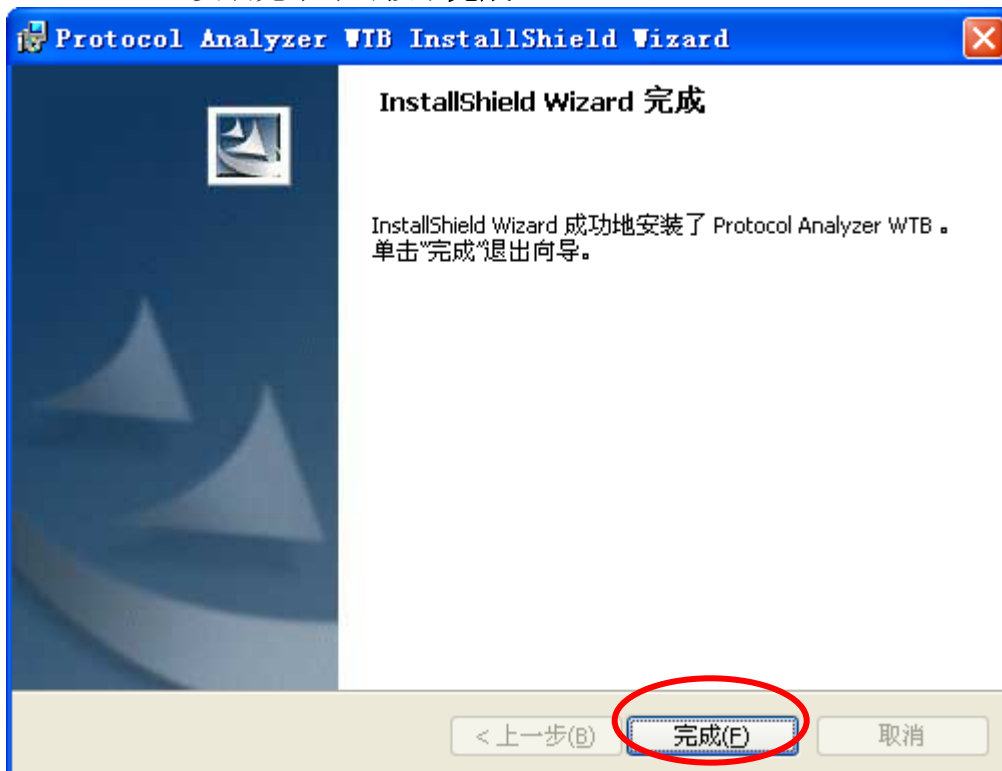 Protocol Analyzer WTB InstallShield Wizard
InstallShield Wizard 完成
InstallShield Wizard 成功地安装了 Protocol Analyzer WTB 。
单击“完成”退出向导。
<上一步(B)
完成(F)
取消